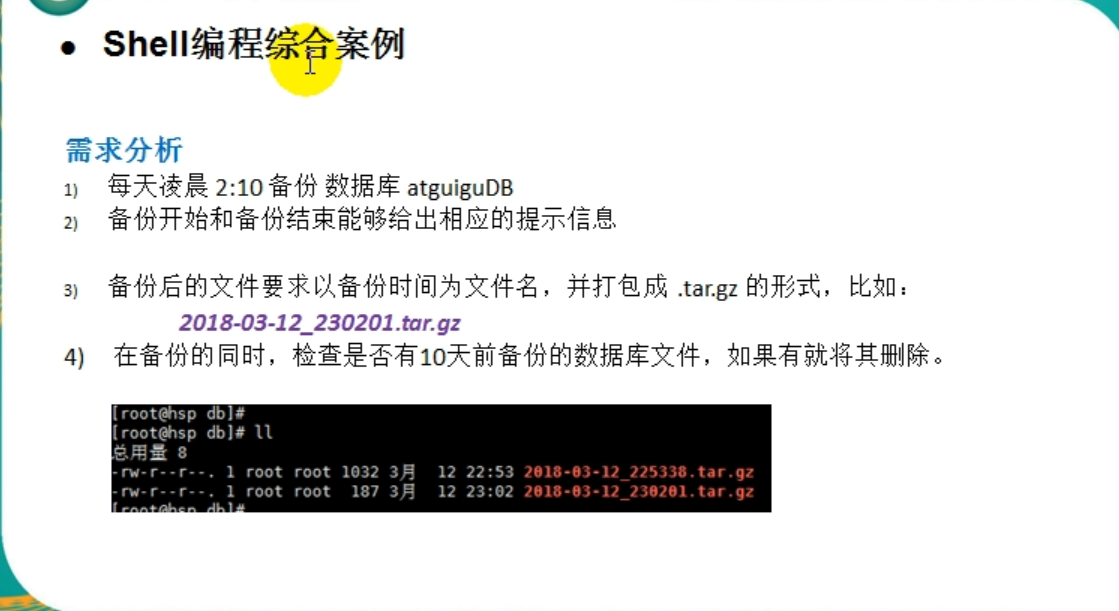 ● Shell编程综合案例
需求分析
1) 每天凌晨 2:10 备份 数据库 atguiguDB
2) 备份开始和备份结束能够给出相应的提示信息
3) 备份后的文件要求以备份时间为文件名，并打包成 .tar.gz 的形式，比如：
2018-03-12_230201.tar.gz
4) 在备份的同时，检查是否有10天前备份的数据库文件，如果有就将其删除。
[root@hsp db]#
[root@hsp db]# ll
总用量 8
-rw-r--r--. 1 root root 1032 3月 12 22:53 2018-03-12_225338.tar.gz
-rw-r--r--. 1 root root 187 3月 12 23:02 2018-03-12_230201.tar.gz
[root@hsp db]#